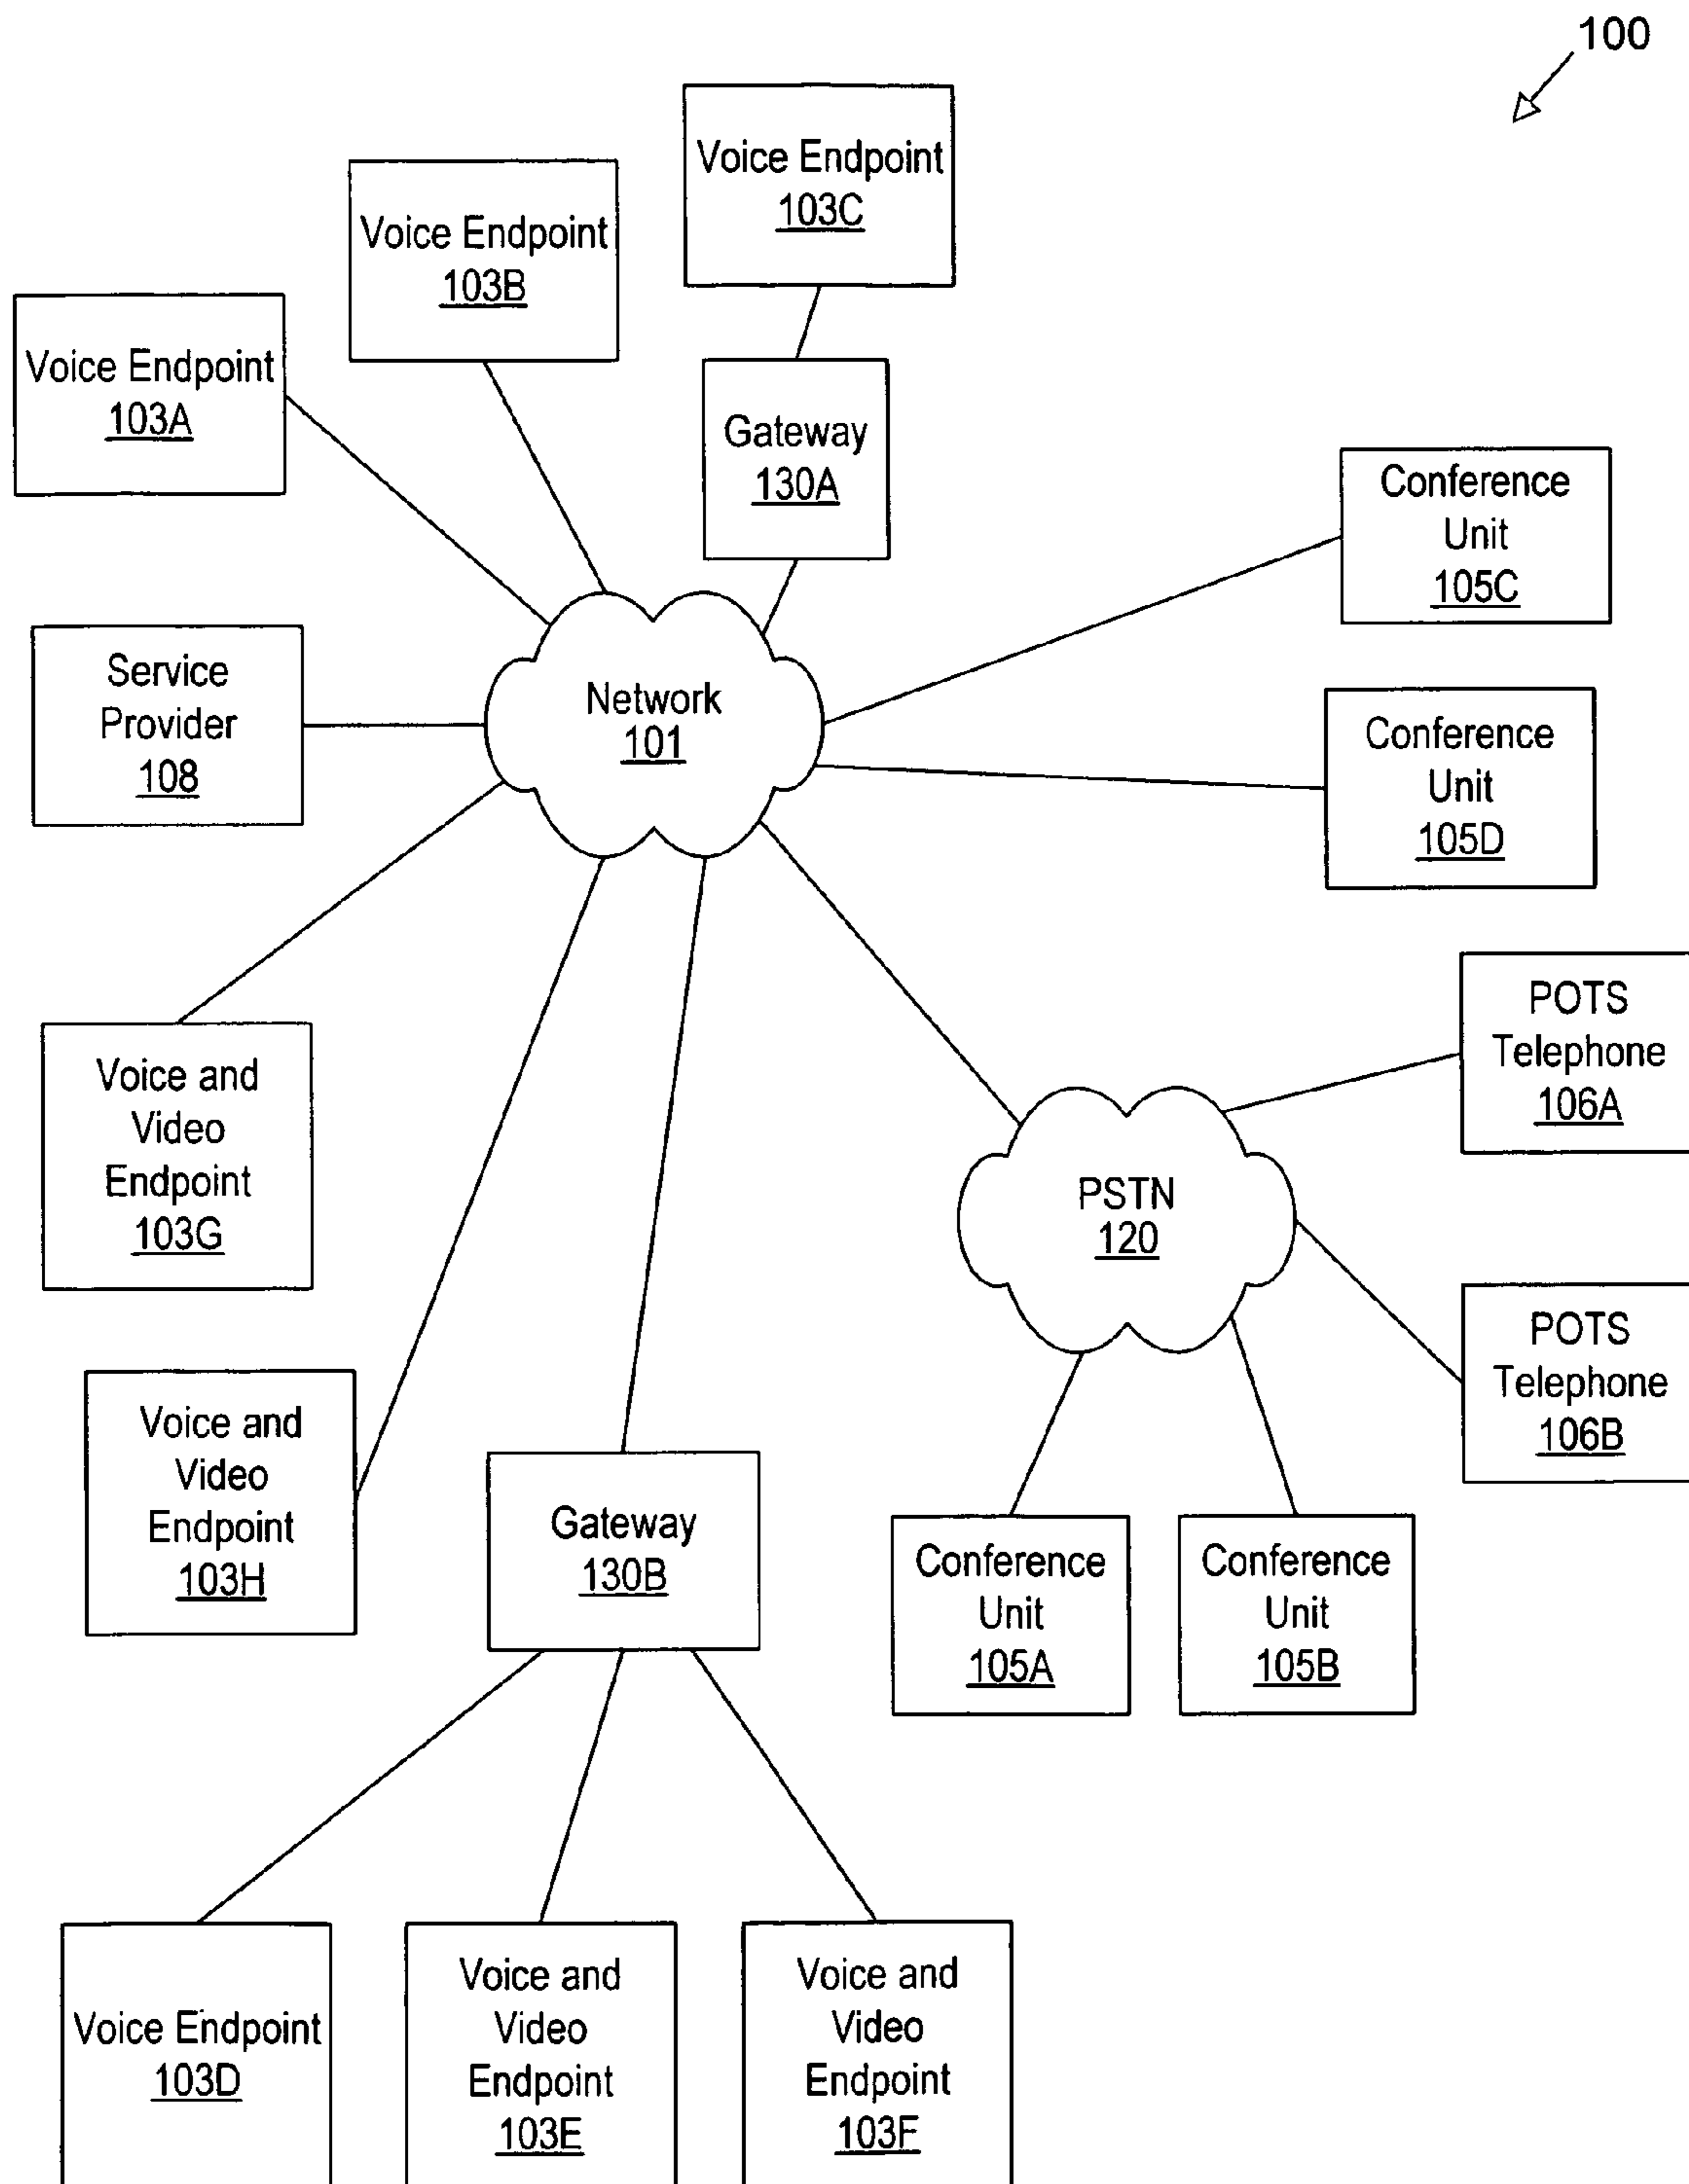 100
Voice Endpoint
103C
Voice Endpoint
103B
Voice Endpoint
103A
Gateway
130A
Conference
Unit
105C
Service
Provider
108
Network
101
Conference
Unit
105D
POTS
Telephone
106A
Voice and
Video
Endpoint
103G
PSTN
120
POTS
Telephone
106B
Voice and
Video
Endpoint
103H
Gateway
130B
Conference
Unit
105A
Conference
Unit
105B
Voice Endpoint
103D
Voice and
Video
Endpoint
103E
Voice and
Video
Endpoint
103F